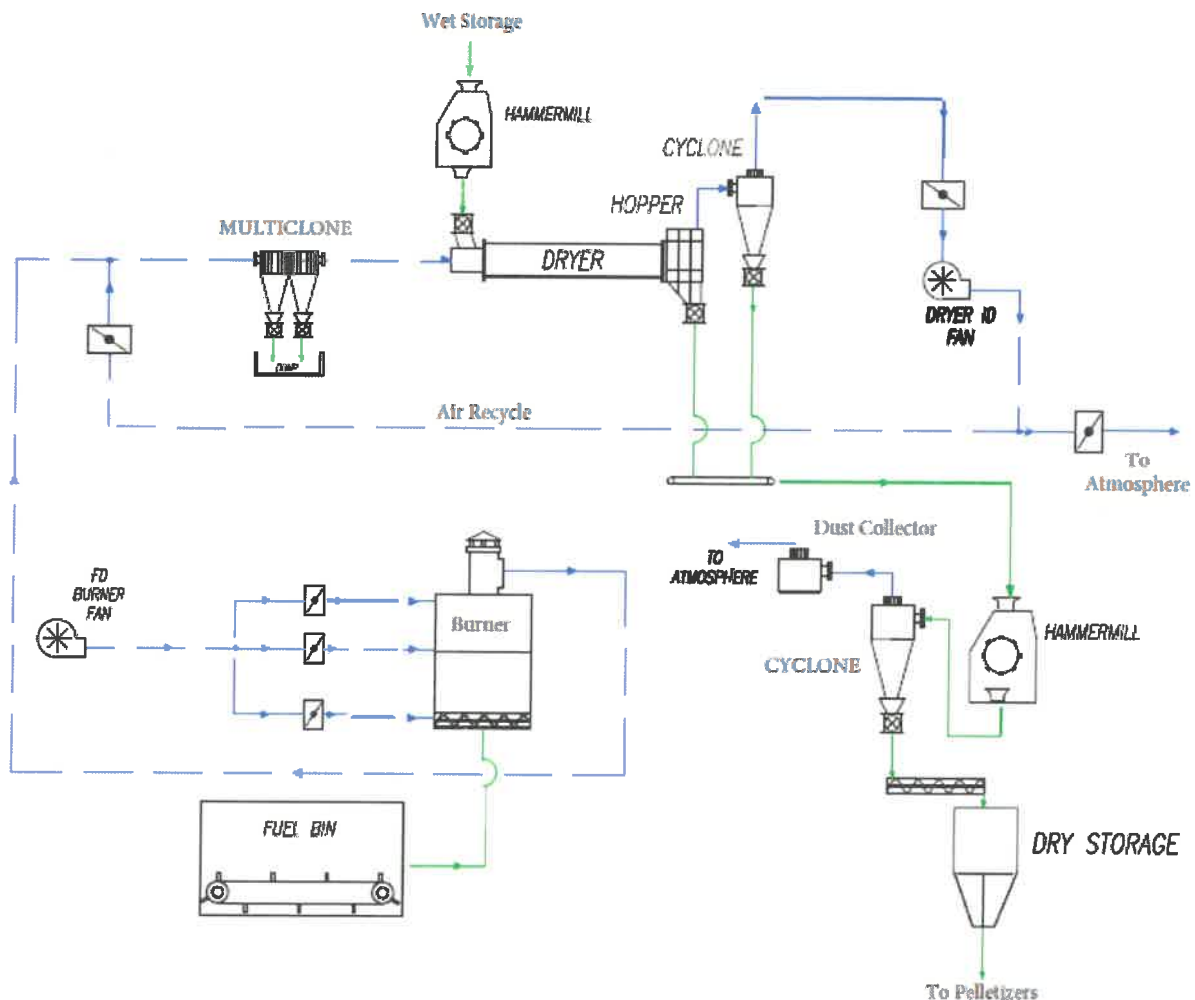 Wet Storage
HAMMERMILL
CYCLONE
HOPPER
MULTICLONE
DRYER
DRYER ID
FAN
Air Recycle
To
Atmosphere
Dust Collector
TO
ATMOSPHERE
FD
BURNER
FAN
Burner
HAMMERMILL
CYCLONE
FUEL BIN
DRY STORAGE
To Pelletizers